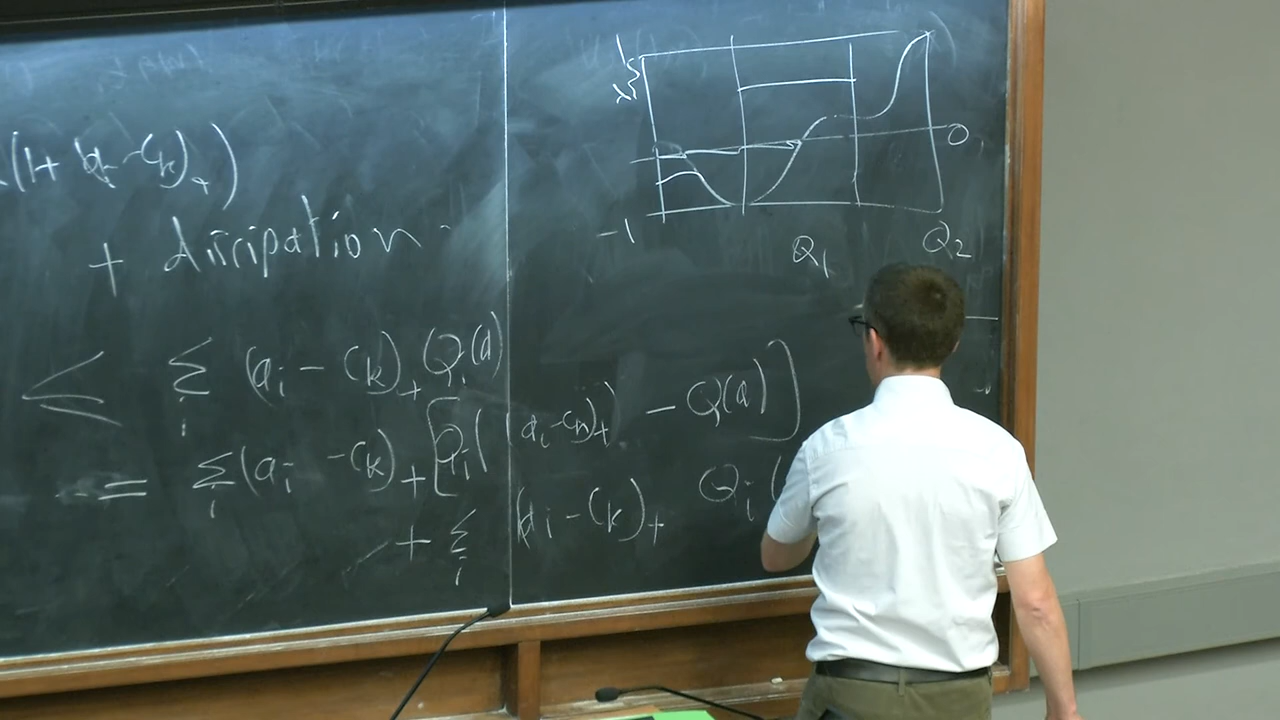 (1+ a_i - C_k)_+)
+ dissipation
≤ Σ_i (a_i - C_k)_+ Q_i(a)
= Σ_i (a_i - C_k)_+ [Q_i((a_i - C_k)_+) - Q(a)]
+ Σ_i (a_i - C_k)_+ Q_i(
1
0
-1
Q_1 Q_2